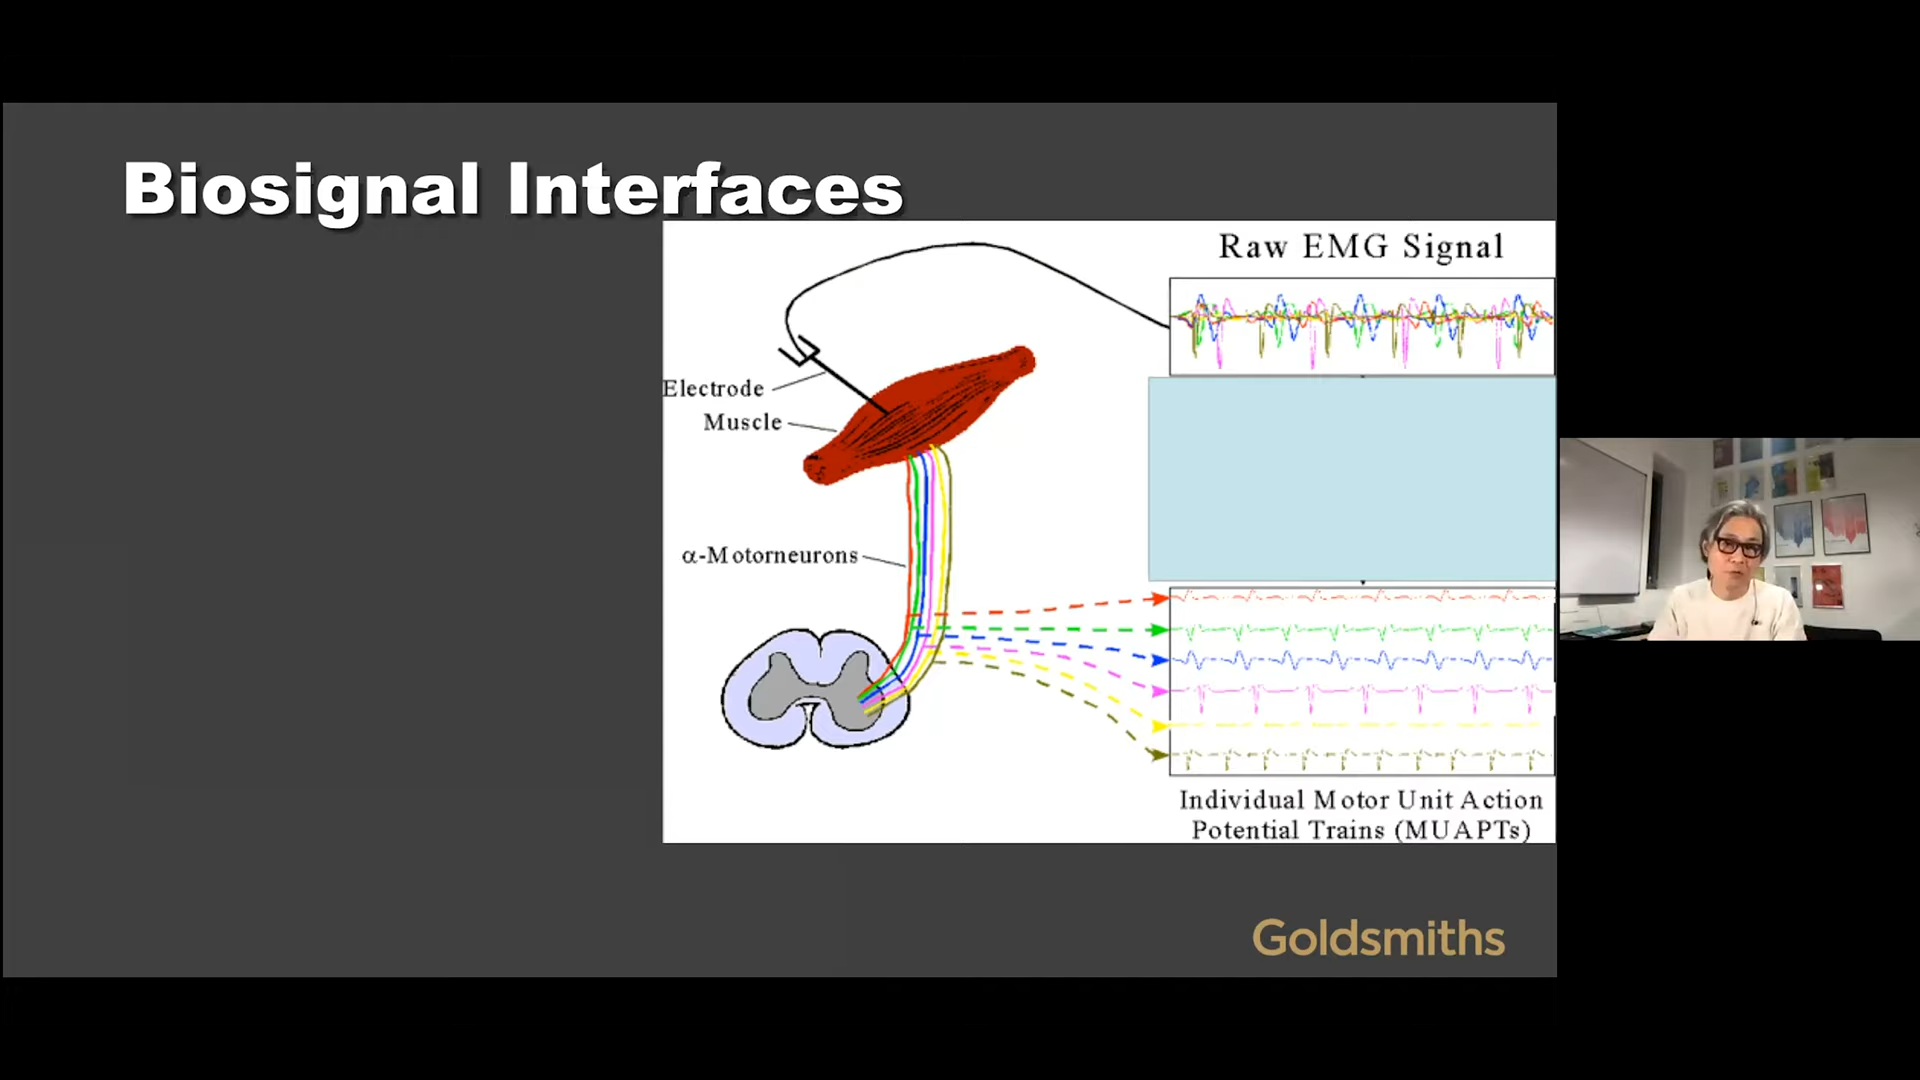 Biosignal Interfaces
Raw EMG Signal
Electrode
Muscle
α-Motorneurons
Individual Motor Unit Action
Potential Trains (MUAPTs)
Goldsmiths